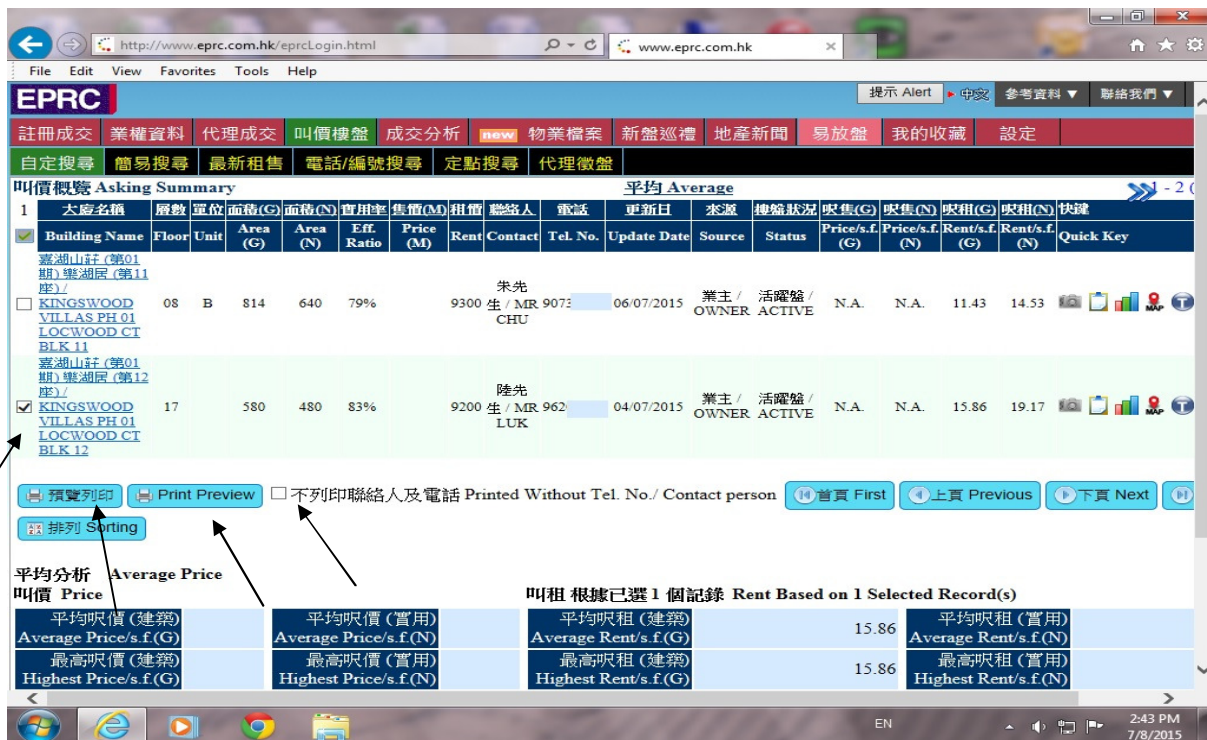 http://www.eprc.com.hk/eprcLogin.html
www.eprc.com.hk
File Edit View Favorites Tools Help
EPRC
提示 Alert 中文 參考資料 ▼ 聯絡我們 ▼
註冊成交 業權資料 代理成交 叫價樓盤 成交分析 new 物業檔案 新盤巡禮 地產新聞 易放盤 我的收藏 設定
自定搜尋 簡易搜尋 最新租售 電話/編號搜尋 定點搜尋 代理徵盤
叫價概覽 Asking Summary 平均 Average 1 - 2 (
1 大廈名稱 層數 單位 面積(G) 面積(N) 實用率 售價(M) 租價 聯絡人 電話 更新日 來源 樓盤狀況 呎售(G) 呎售(N) 呎租(G) 呎租(N) 快鍵
Building Name Floor Unit Area (G) Area (N) Eff. Ratio Price (M) Rent Contact Tel. No. Update Date Source Status Price/s.f. (G) Price/s.f. (N) Rent/s.f. (G) Rent/s.f. (N) Quick Key
嘉湖山莊 (第01
期) 樂湖居 (第11
座) /
KINGSWOOD
VILLAS PH 01
LOCWOOD CT
BLK 11
08 B 814 640 79% 9300 朱先生 / MR CHU 9073 06/07/2015 業主 / OWNER 活躍盤 / ACTIVE N.A. N.A. 11.43 14.53 MAP T
嘉湖山莊 (第01
期) 樂湖居 (第12
座) /
KINGSWOOD
VILLAS PH 01
LOCWOOD CT
BLK 12
17 580 480 83% 9200 陸先生 / MR LUK 962 04/07/2015 業主 / OWNER 活躍盤 / ACTIVE N.A. N.A. 15.86 19.17 MAP T
預覽列印 Print Preview 不列印聯絡人及電話 Printed Without Tel. No./ Contact person 首頁 First 上頁 Previous 下頁 Next
排列 Sorting
平均分析 Average Price
叫價 Price 叫租 根據已選 1 個記錄 Rent Based on 1 Selected Record(s)
平均呎價 (建築) 平均呎價 (實用) 平均呎租 (建築) 15.86 平均呎租 (實用)
Average Price/s.f.(G) Average Price/s.f.(N) Average Rent/s.f.(G) Average Rent/s.f.(N)
最高呎價 (建築) 最高呎價 (實用) 最高呎租 (建築) 15.86 最高呎租 (實用)
Highest Price/s.f.(G) Highest Price/s.f.(N) Highest Rent/s.f.(G) Highest Rent/s.f.(N)
EN 2:43 PM
7/8/2015